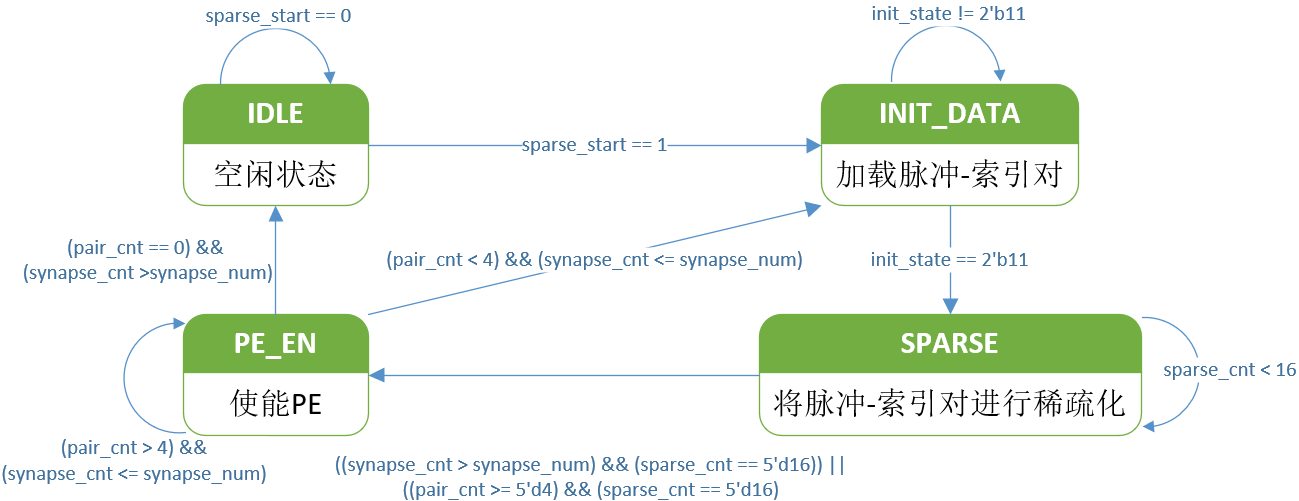 sparse_start == 0
init_state != 2'b11
IDLE
空闲状态
sparse_start == 1
INIT_DATA
加载脉冲-索引对
(pair_cnt == 0) &&
(synapse_cnt >synapse_num)
(pair_cnt < 4) && (synapse_cnt <= synapse_num)
init_state == 2'b11
PE_EN
使能PE
SPARSE
将脉冲-索引对进行稀疏化
sparse_cnt < 16
(pair_cnt > 4) &&
(synapse_cnt <= synapse_num)
((synapse_cnt > synapse_num) && (sparse_cnt == 5'd16)) ||
((pair_cnt >= 5'd4) && (sparse_cnt == 5'd16)